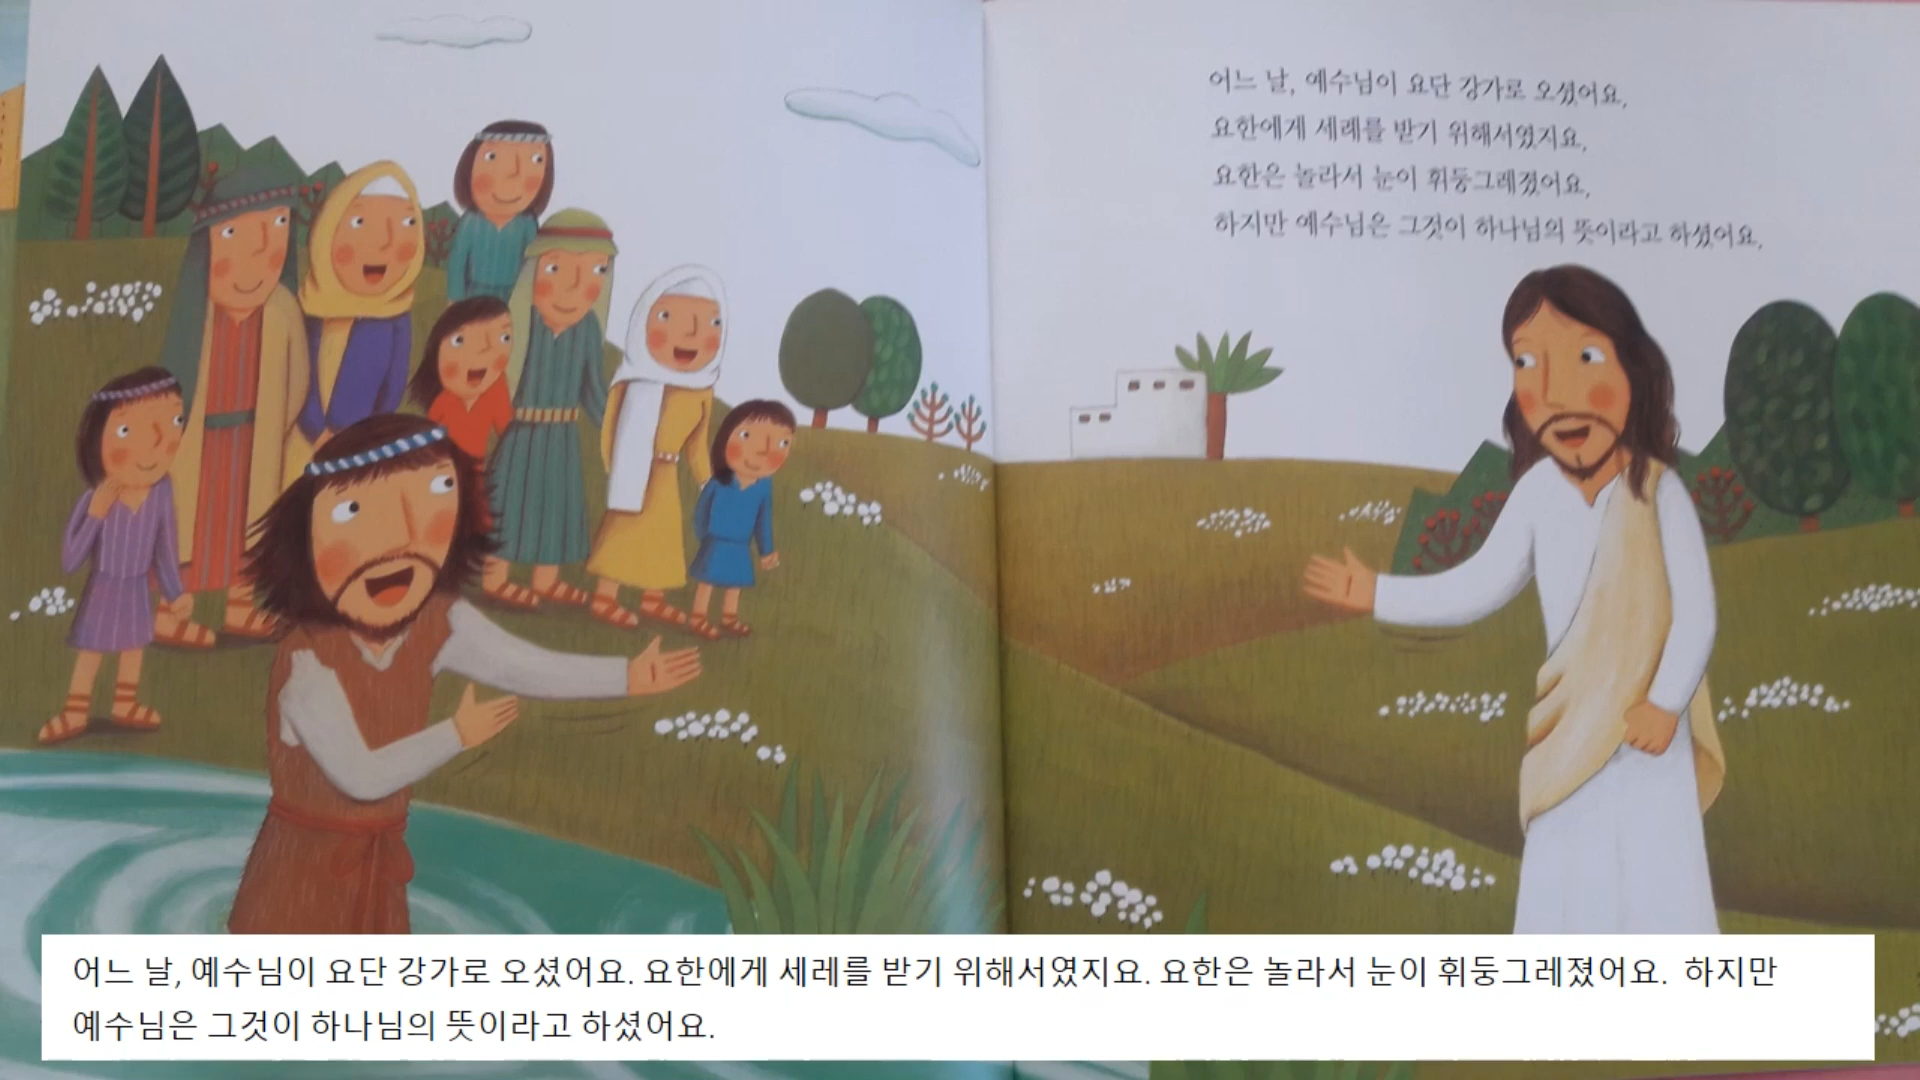 어느 날, 예수님이 요단 강가로 오셨어요.
요한에게 세례를 받기 위해서였지요.
요한은 놀라서 눈이 휘둥그레졌어요.
하지만 예수님은 그것이 하나님의 뜻이라고 하셨어요.
어느 날, 예수님이 요단 강가로 오셨어요. 요한에게 세레를 받기 위해서였지요. 요한은 놀라서 눈이 휘둥그레졌어요. 하지만
예수님은 그것이 하나님의 뜻이라고 하셨어요.